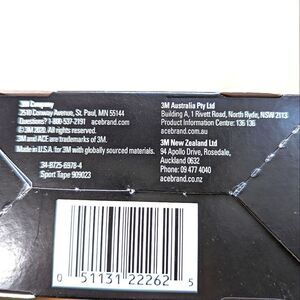 3M Company
2510 Conway Avenue, St. Paul, MN 55144
Questions? 1-800-537-2191 acebrand.com
© 3M 2020. All rights reserved.
3M and ACE are trademarks of 3M.
Made in U.S.A. for 3M with globally sourced materials.
34-8725-6978-4
Sport Tape 909023
3M Australia Pty Ltd
Building A, 1 Rivett Road, North Ryde, NSW 2113
Product Information Centre: 136 136
acebrand.com.au
3M New Zealand Ltd
94 Apollo Drive, Rosedale,
Auckland 0632
Phone: 09 477 4040
acebrand.co.nz
0 51131 22262 5